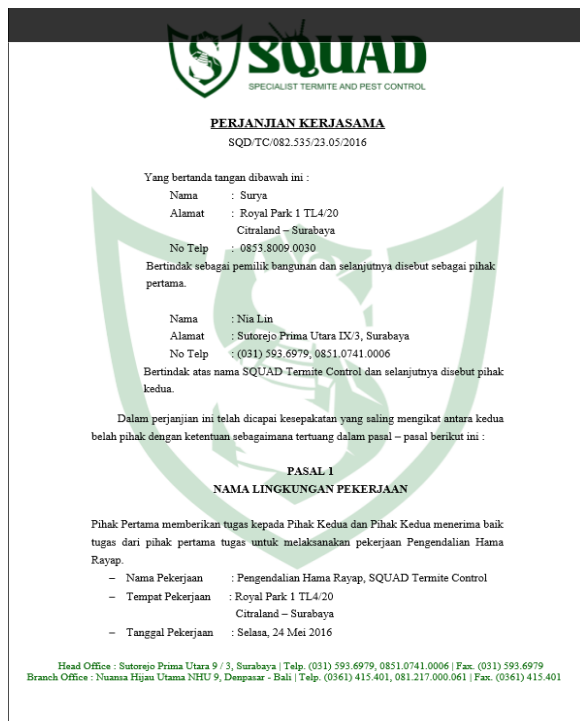 SQUAD
SPECIALIST TERMITE AND PEST CONTROL
PERJANJIAN KERJASAMA
SQD/TC/082.535/23.05/2016
Yang bertanda tangan dibawah ini :
Nama : Surya
Alamat : Royal Park 1 TL4/20
Citraland – Surabaya
No Telp : 0853.8009.0030
Bertindak sebagai pemilik bangunan dan selanjutnya disebut sebagai pihak
pertama.
Nama : Nia Lin
Alamat : Sutorejo Prima Utara IX/3, Surabaya
No Telp : (031) 593.6979, 0851.0741.0006
Bertindak atas nama SQUAD Termite Control dan selanjutnya disebut pihak
kedua.
Dalam perjanjian ini telah dicapai kesepakatan yang saling mengikat antara kedua
belah pihak dengan ketentuan sebagaimana tertuang dalam pasal – pasal berikut ini :
PASAL 1
NAMA LINGKUNGAN PEKERJAAN
Pihak Pertama memberikan tugas kepada Pihak Kedua dan Pihak Kedua menerima baik
tugas dari pihak pertama tugas untuk melaksanakan pekerjaan Pengendalian Hama
Rayap.
– Nama Pekerjaan : Pengendalian Hama Rayap, SQUAD Termite Control
– Tempat Pekerjaan : Royal Park 1 TL4/20
Citraland – Surabaya
– Tanggal Pekerjaan : Selasa, 24 Mei 2016
Head Office : Sutorejo Prima Utara 9 / 3, Surabaya | Telp. (031) 593.6979, 0851.0741.0006 | Fax. (031) 593.6979
Branch Office : Nuansa Hijau Utama NHU 9, Denpasar - Bali | Telp. (0361) 415.401, 081.217.000.061 | Fax. (0361) 415.401